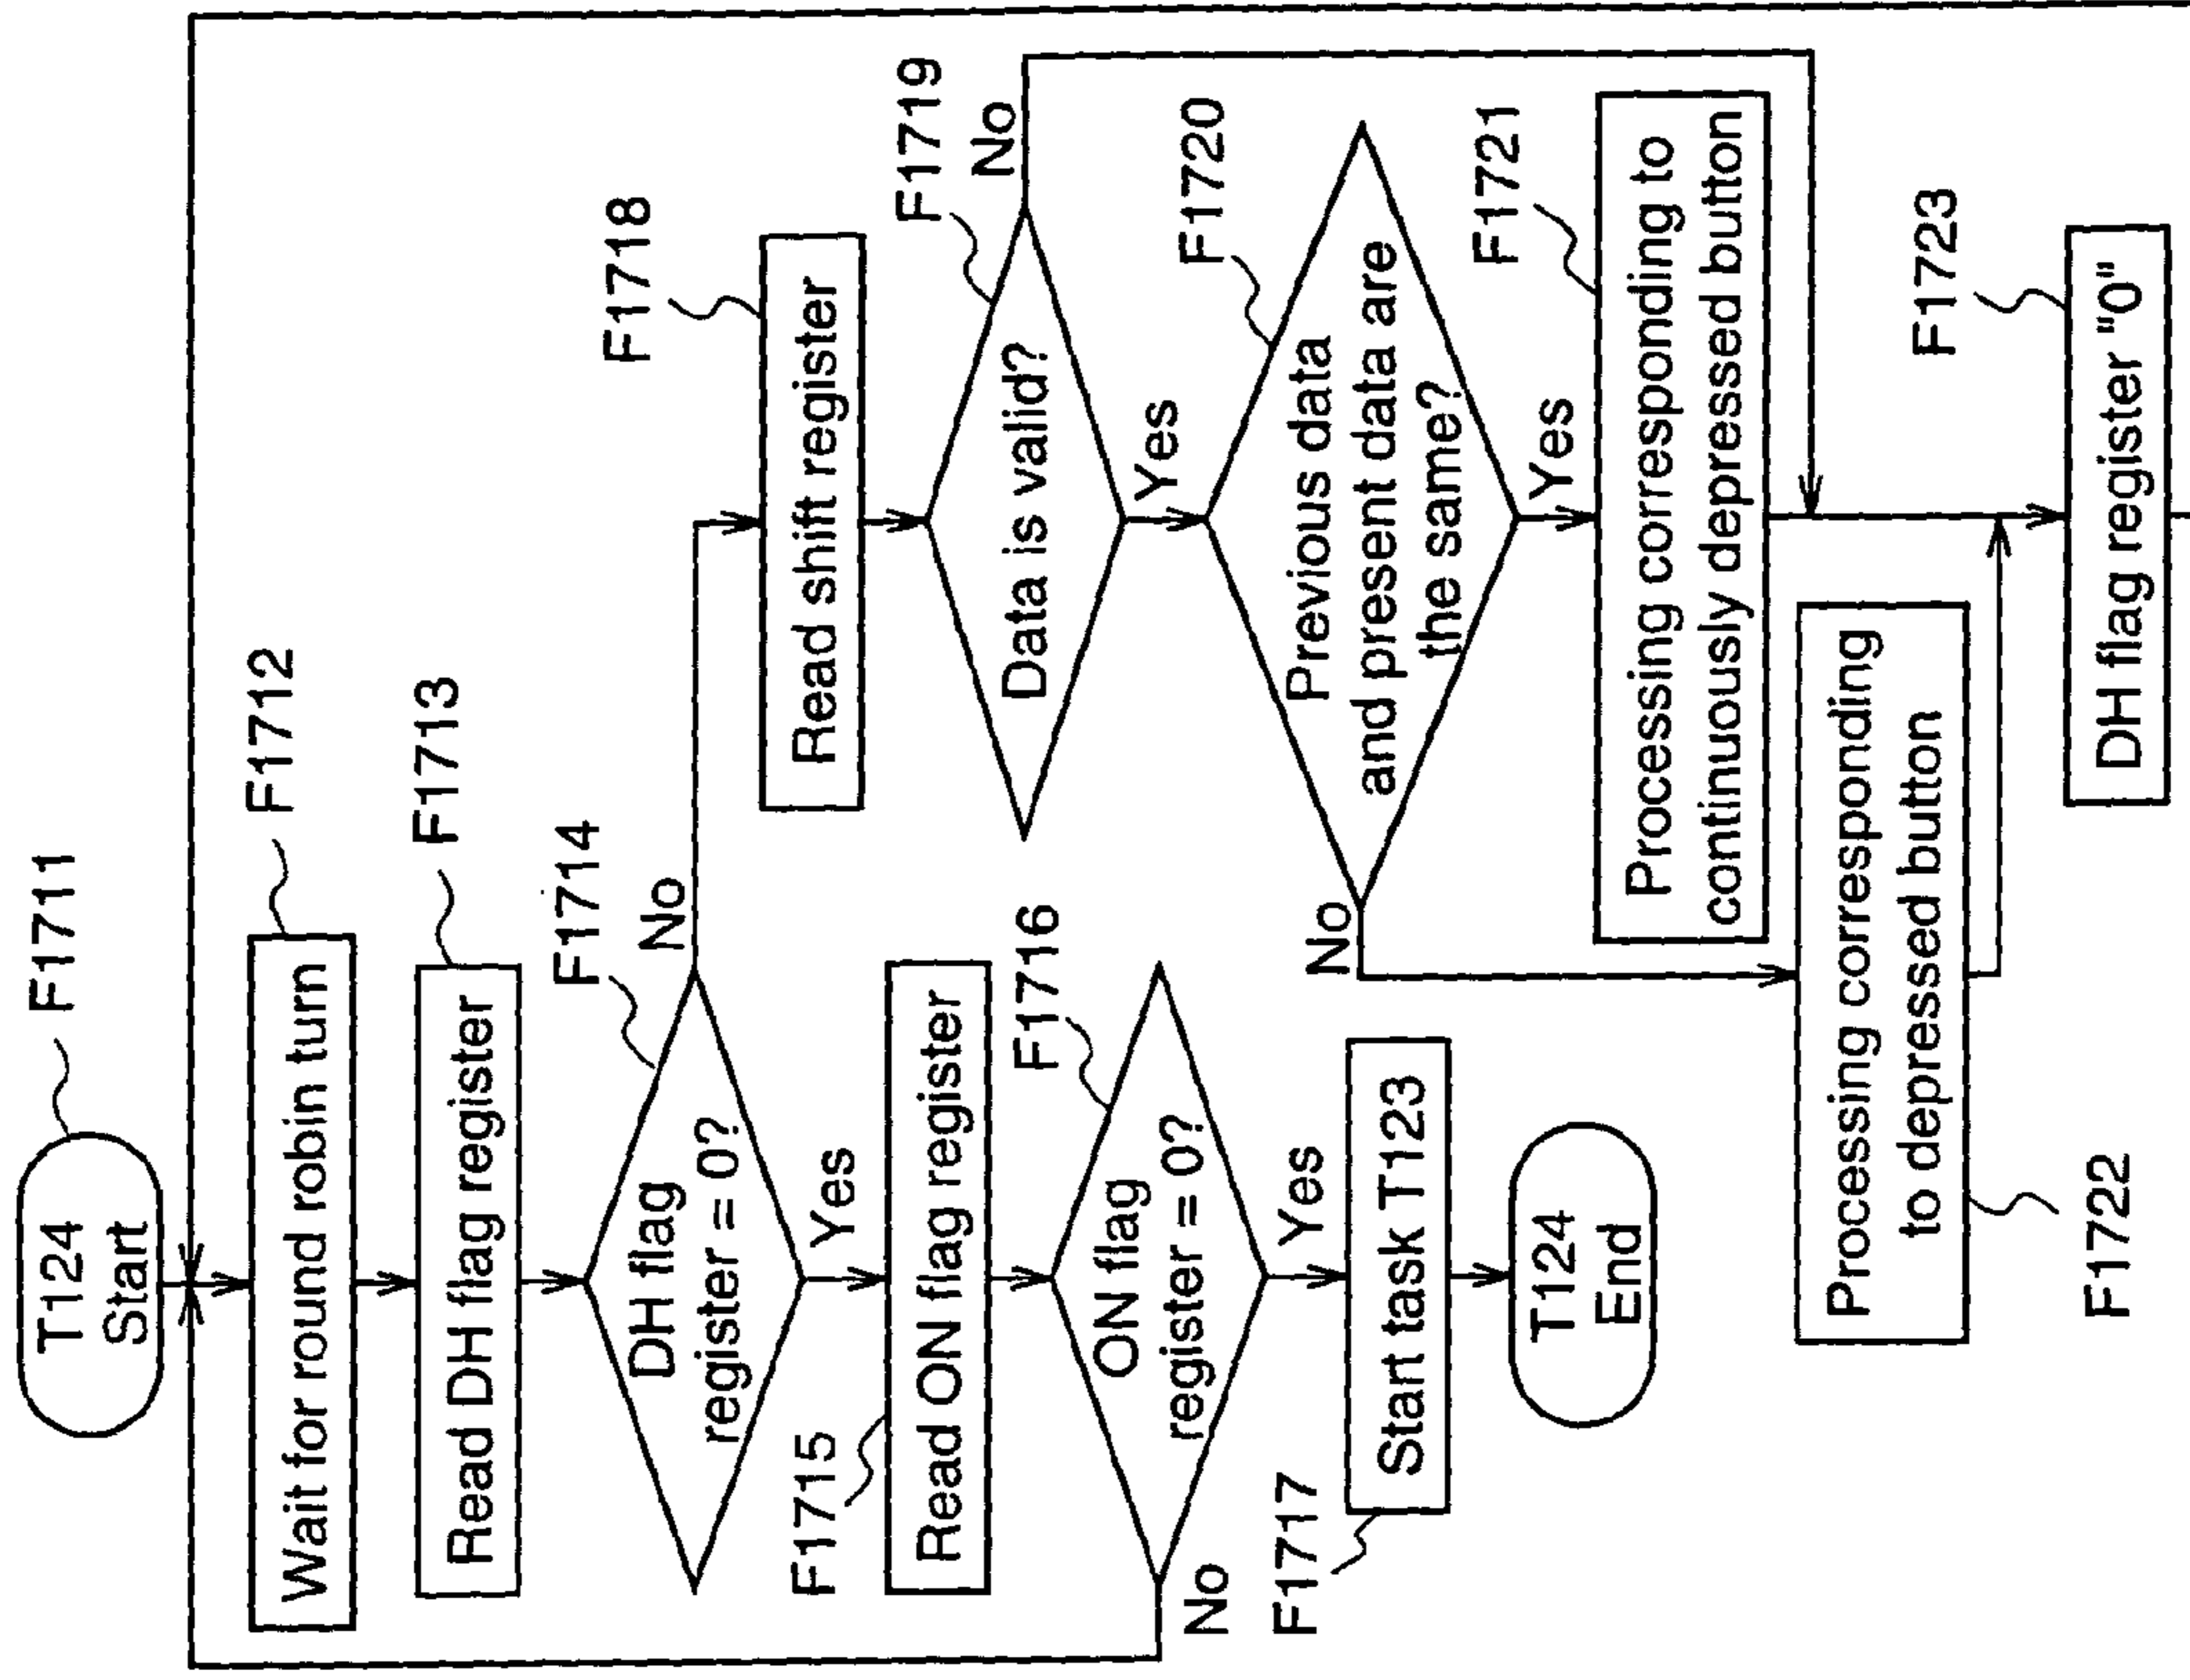 F1711
T124
Start
F1712
Wait for round robin turn
F1713
Read DH flag register
F1714
DH flag
register = 0?
No
Yes
F1715
Read ON flag register
F1716
ON flag
register = 0?
No
Yes
F1717
Start task T123
T124
End
F1718
Read shift register
F1719
Data is valid?
No
Yes
F1720
Previous data
and present data are
the same?
No
Yes
F1721
Processing corresponding to
continuously depressed button
Processing corresponding
to depressed button
F1722
F1723
DH flag register "0"